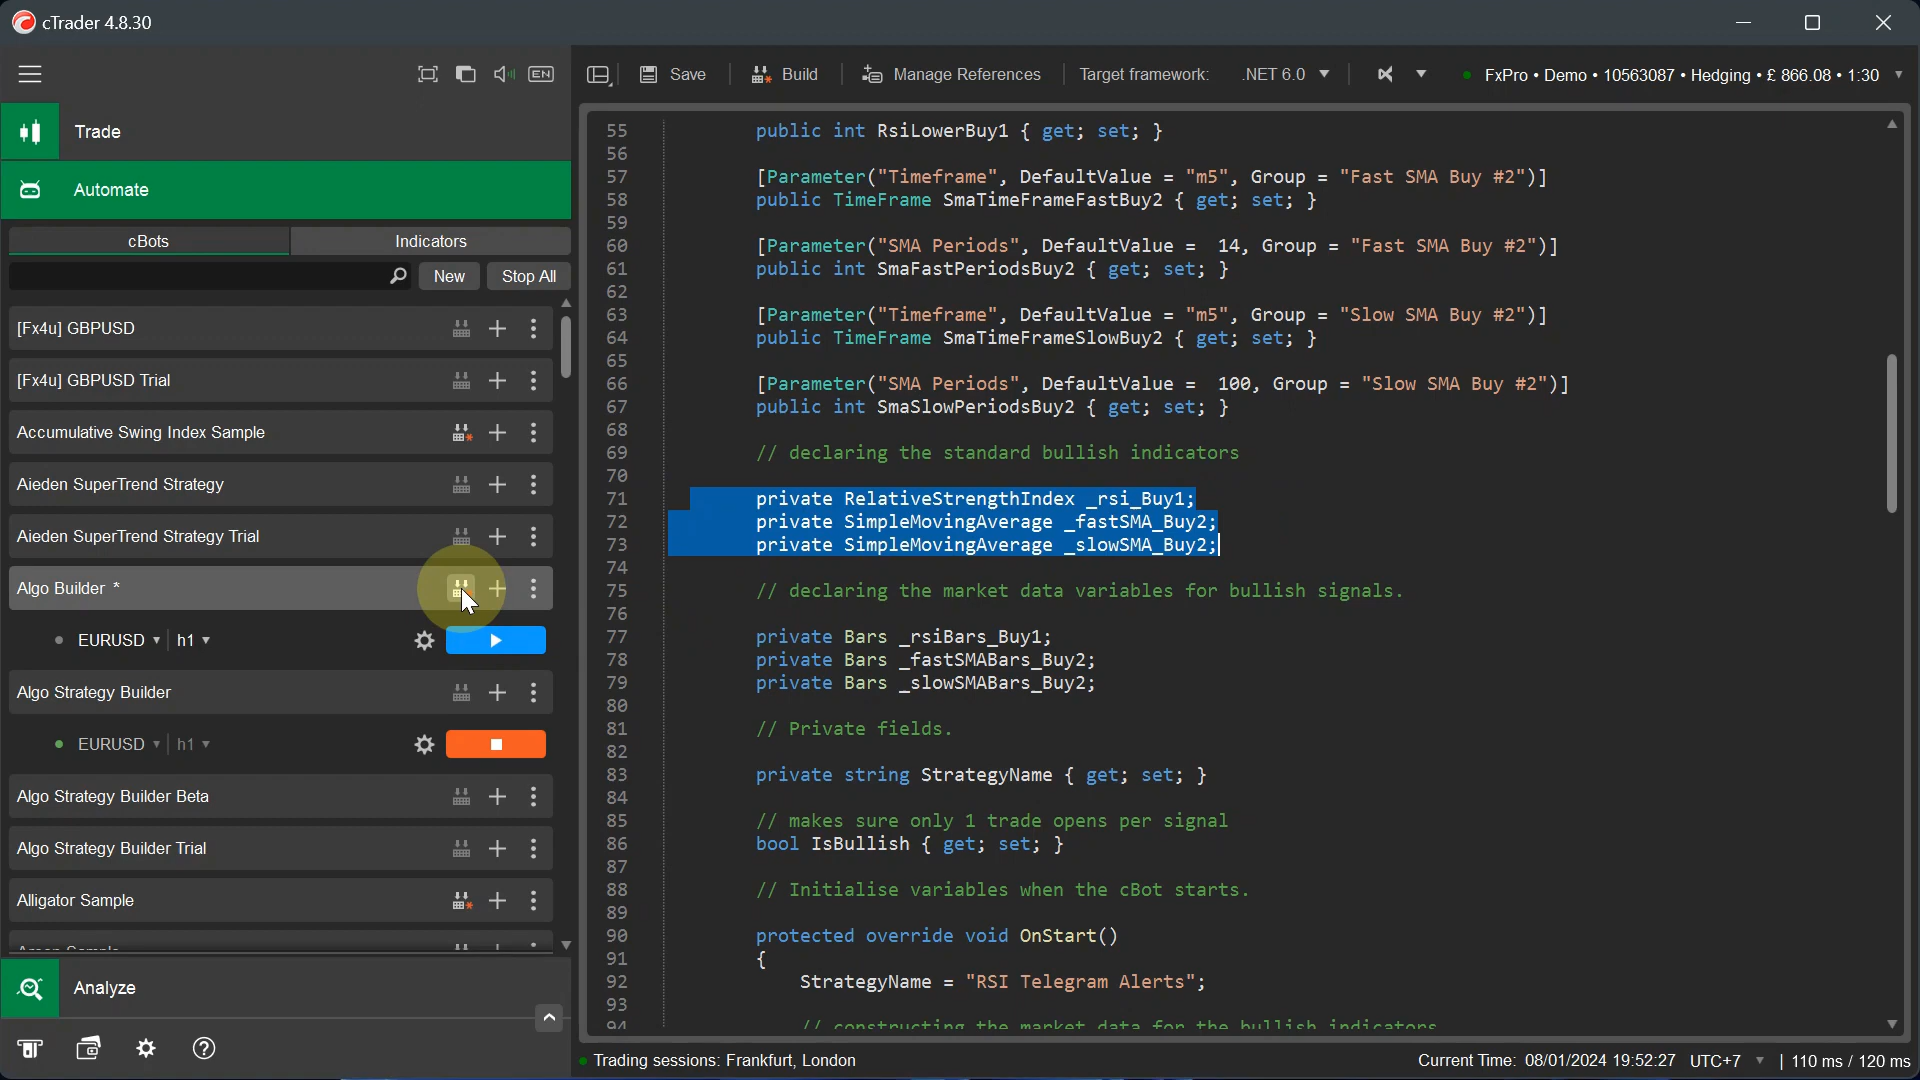 cTrader 4.8.30
EN
Save
Build
Manage References
Target framework:
.NET 6.0
FxPro • Demo • 10563087 • Hedging • £ 866.08 • 1:30
Trade
Automate
cBots
Indicators
New
Stop All
[Fx4u] GBPUSD
[Fx4u] GBPUSD Trial
Accumulative Swing Index Sample
Aieden SuperTrend Strategy
Aieden SuperTrend Strategy Trial
Algo Builder *
EURUSD
h1
Algo Strategy Builder
EURUSD
h1
Algo Strategy Builder Beta
Algo Strategy Builder Trial
Alligator Sample
Analyze
55 public int RsiLowerBuy1 { get; set; }
56
57 [Parameter("Timeframe", DefaultValue = "m5", Group = "Fast SMA Buy #2")]
58 public TimeFrame SmaTimeFrameFastBuy2 { get; set; }
59
60 [Parameter("SMA Periods", DefaultValue = 14, Group = "Fast SMA Buy #2")]
61 public int SmaFastPeriodsBuy2 { get; set; }
62
63 [Parameter("Timeframe", DefaultValue = "m5", Group = "Slow SMA Buy #2")]
64 public TimeFrame SmaTimeFrameSlowBuy2 { get; set; }
65
66 [Parameter("SMA Periods", DefaultValue = 100, Group = "Slow SMA Buy #2")]
67 public int SmaSlowPeriodsBuy2 { get; set; }
68
69 // declaring the standard bullish indicators
70
71 private RelativeStrengthIndex _rsi_Buy1;
72 private SimpleMovingAverage _fastSMA_Buy2;
73 private SimpleMovingAverage _slowSMA_Buy2;
74
75 // declaring the market data variables for bullish signals.
76
77 private Bars _rsiBars_Buy1;
78 private Bars _fastSMABars_Buy2;
79 private Bars _slowSMABars_Buy2;
80
81 // Private fields.
82
83 private string StrategyName { get; set; }
84
85 // makes sure only 1 trade opens per signal
86 bool IsBullish { get; set; }
87
88 // Initialise variables when the cBot starts.
89
90 protected override void OnStart()
91 {
92 StrategyName = "RSI Telegram Alerts";
93
94 // constructing the market data for the bullish indicators
Trading sessions: Frankfurt, London
Current Time: 08/01/2024 19:52:27 UTC+7 | 110 ms / 120 ms